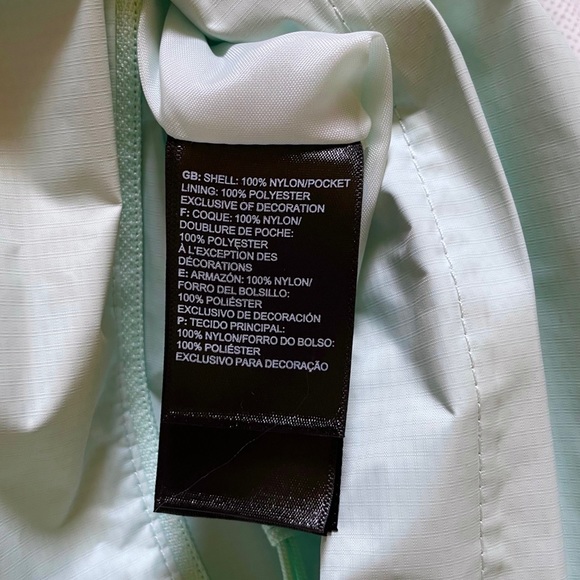 GB: SHELL: 100% NYLON/POCKET
LINING: 100% POLYESTER
EXCLUSIVE OF DECORATION
F: COQUE: 100% NYLON/
DOUBLURE DE POCHE:
100% POLYESTER
À L'EXCEPTION DES
DÉCORATIONS
E: ARMAZÓN: 100% NYLON/
FORRO DEL BOLSILLO:
100% POLIÉSTER
EXCLUSIVO DE DECORACIÓN
P: TECIDO PRINCIPAL:
100% NYLON/FORRO DO BOLSO:
100% POLIÉSTER
EXCLUSIVO PARA DECORAÇÃO